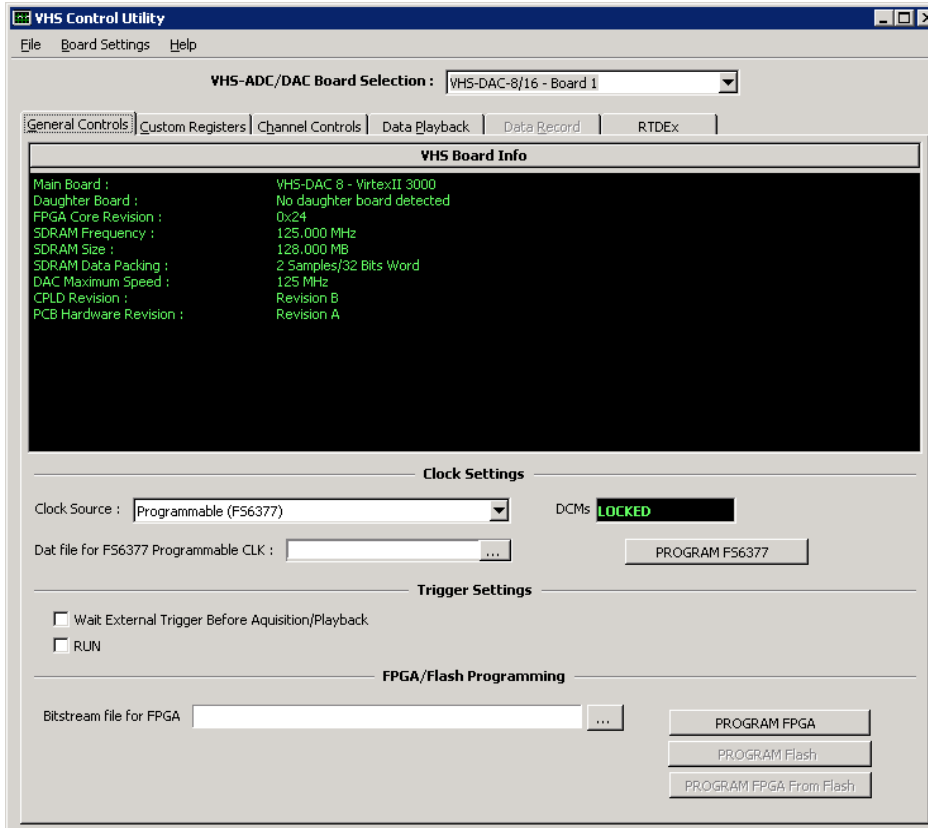 VHS Control Utility
File Board Settings Help
VHS-ADC/DAC Board Selection : VHS-DAC-8/16 - Board 1
General Controls Custom Registers Channel Controls Data Playback Data Record RTDEx
VHS Board Info
Main Board : VHS-DAC 8 - VirtexII 3000
Daughter Board : No daughter board detected
FPGA Core Revision : 0x24
SDRAM Frequency : 125.000 MHz
SDRAM Size : 128.000 MB
SDRAM Data Packing : 2 Samples/32 Bits Word
DAC Maximum Speed : 125 MHz
CPLD Revision : Revision B
PCB Hardware Revision : Revision A
Clock Settings
Clock Source : Programmable (FS6377) DCMs LOCKED
Dat file for FS6377 Programmable CLK : ... PROGRAM FS6377
Trigger Settings
Wait External Trigger Before Aquisition/Playback
RUN
FPGA/Flash Programming
Bitstream file for FPGA ... PROGRAM FPGA
PROGRAM Flash
PROGRAM FPGA From Flash